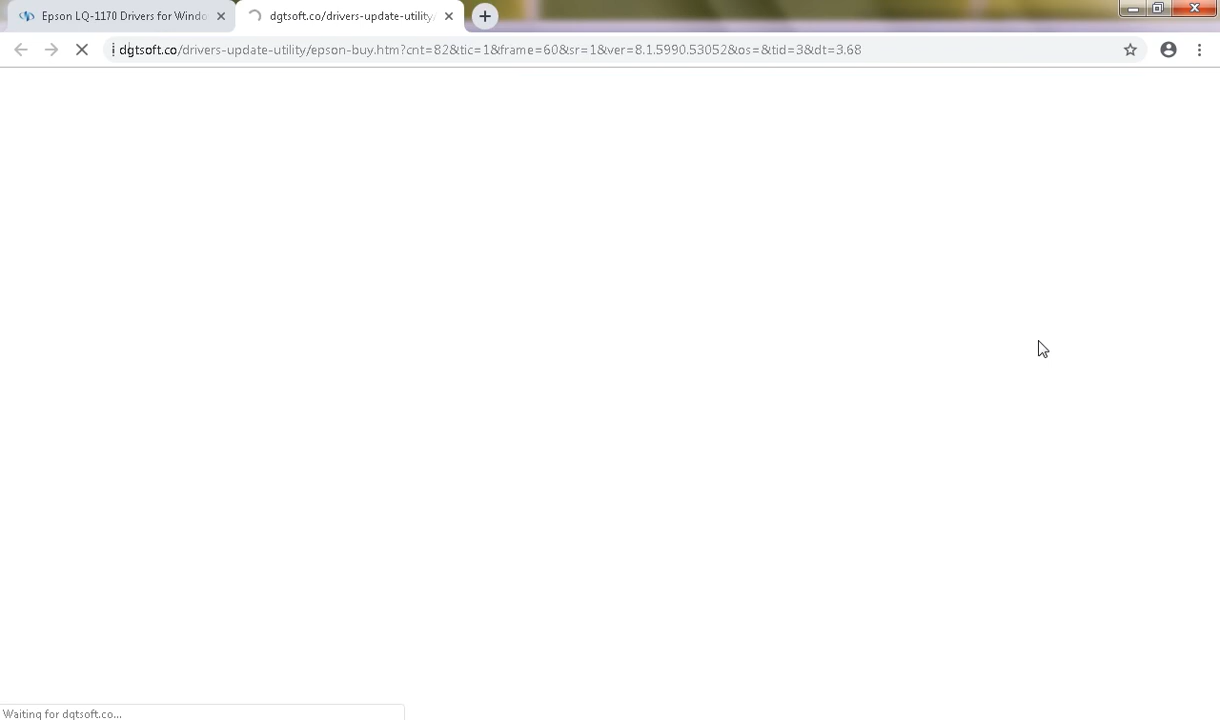 Epson LQ-1170 Drivers for Windo
dgtsoft.co/drivers-update-utility/
dgtsoft.co/drivers-update-utility/epson-buy.htm?cnt=82&tic=1&frame=60&sr=1&ver=8.1.5990.53052&os=&tid=3&dt=3.68
Waiting for dgtsoft.co...